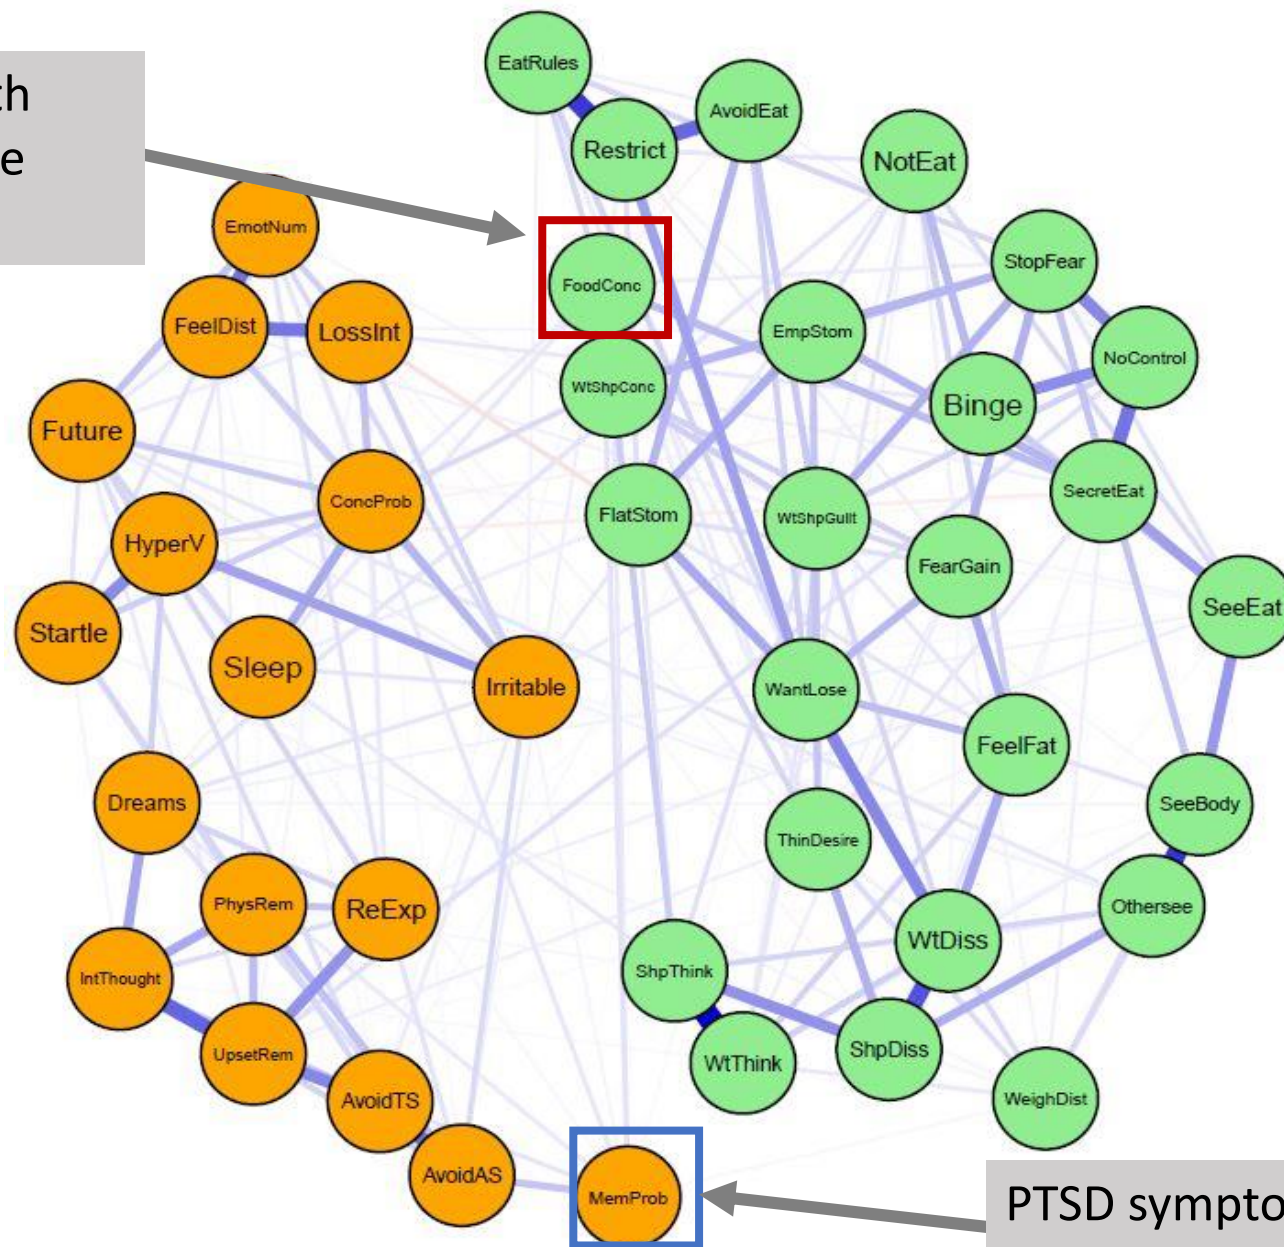 EatRules
th
AvoidEat
e
Restrict
NotEat
EmotNum
StopFear
FoodConc
FeelDist
LossInt
EmpStom
NoControl
WtShpConc
Binge
Future
SecretEat
ConcProb
FlatStom
WtShpGuilt
HyperV
FearGain
SeeEat
Startle
Sleep
Irritable
WantLose
FeelFat
Dreams
SeeBody
ThinDesire
PhysRem
ReExp
Othersee
WtDiss
ShpThink
IntThought
UpsetRem
ShpDiss
WtThink
AvoidTS
WeighDist
AvoidAS
MemProb
PTSD sympto